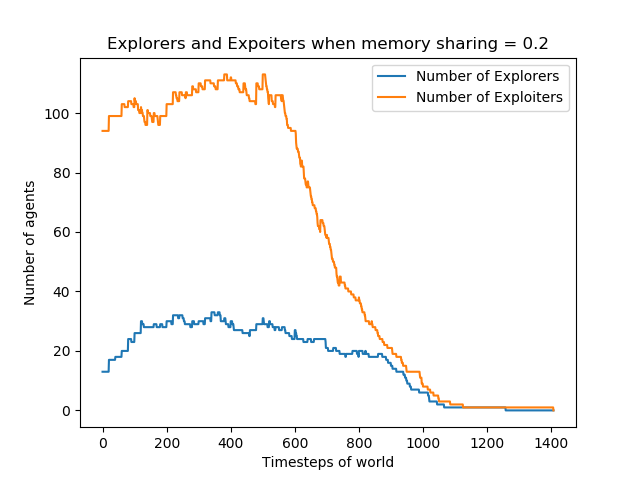 Explorers and Expoiters when memory sharing = 0.2
Number of Explorers
Number of Exploiters
Number of agents
100
80
60
40
20
0
0 200 400 600 800 1000 1200 1400
Timesteps of world